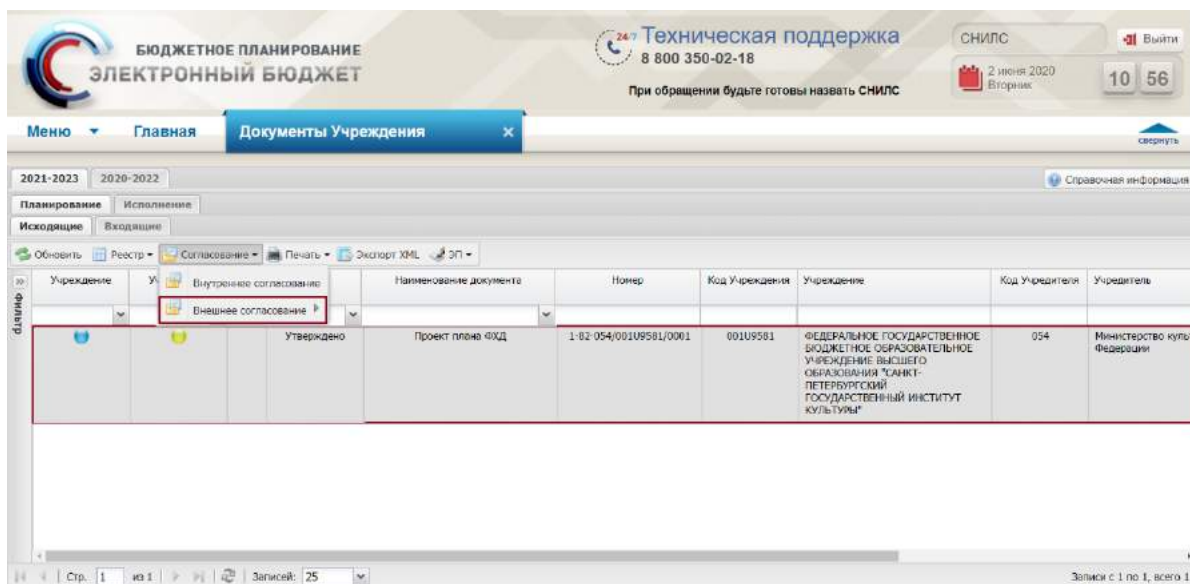 БЮДЖЕТНОЕ ПЛАНИРОВАНИЕ
ЭЛЕКТРОННЫЙ БЮДЖЕТ
24/7 Техническая поддержка
8 800 350-02-18
При обращении будьте готовы назвать СНИЛС
СНИЛС
Выйти
2 июня 2020
Вторник
10 56
Меню Главная Документы Учреждения
свернуть
2021-2023 2020-2022
Справочная информация
Планирование Исполнение
Исходящие Входящие
Обновить Реестр Согласование Печать Экспорт XML ЭП
Фильтр
Учреждение Наименование документа Номер Код Учреждения Учреждение Код Учредителя Учредитель
Внутреннее согласование
Внешнее согласование
Утверждено Проект плана ФХД 1-82-054/001U9581/0001 001U9581 ФЕДЕРАЛЬНОЕ ГОСУДАРСТВЕННОЕ 054 Министерство куль
БЮДЖЕТНОЕ ОБРАЗОВАТЕЛЬНОЕ Федерации
УЧРЕЖДЕНИЕ ВЫСШЕГО
ОБРАЗОВАНИЯ "САНКТ-
ПЕТЕРБУРГСКИЙ
ГОСУДАРСТВЕННЫЙ ИНСТИТУТ
КУЛЬТУРЫ"
Стр. 1 из 1 Записей: 25
Записи с 1 по 1, всего 1